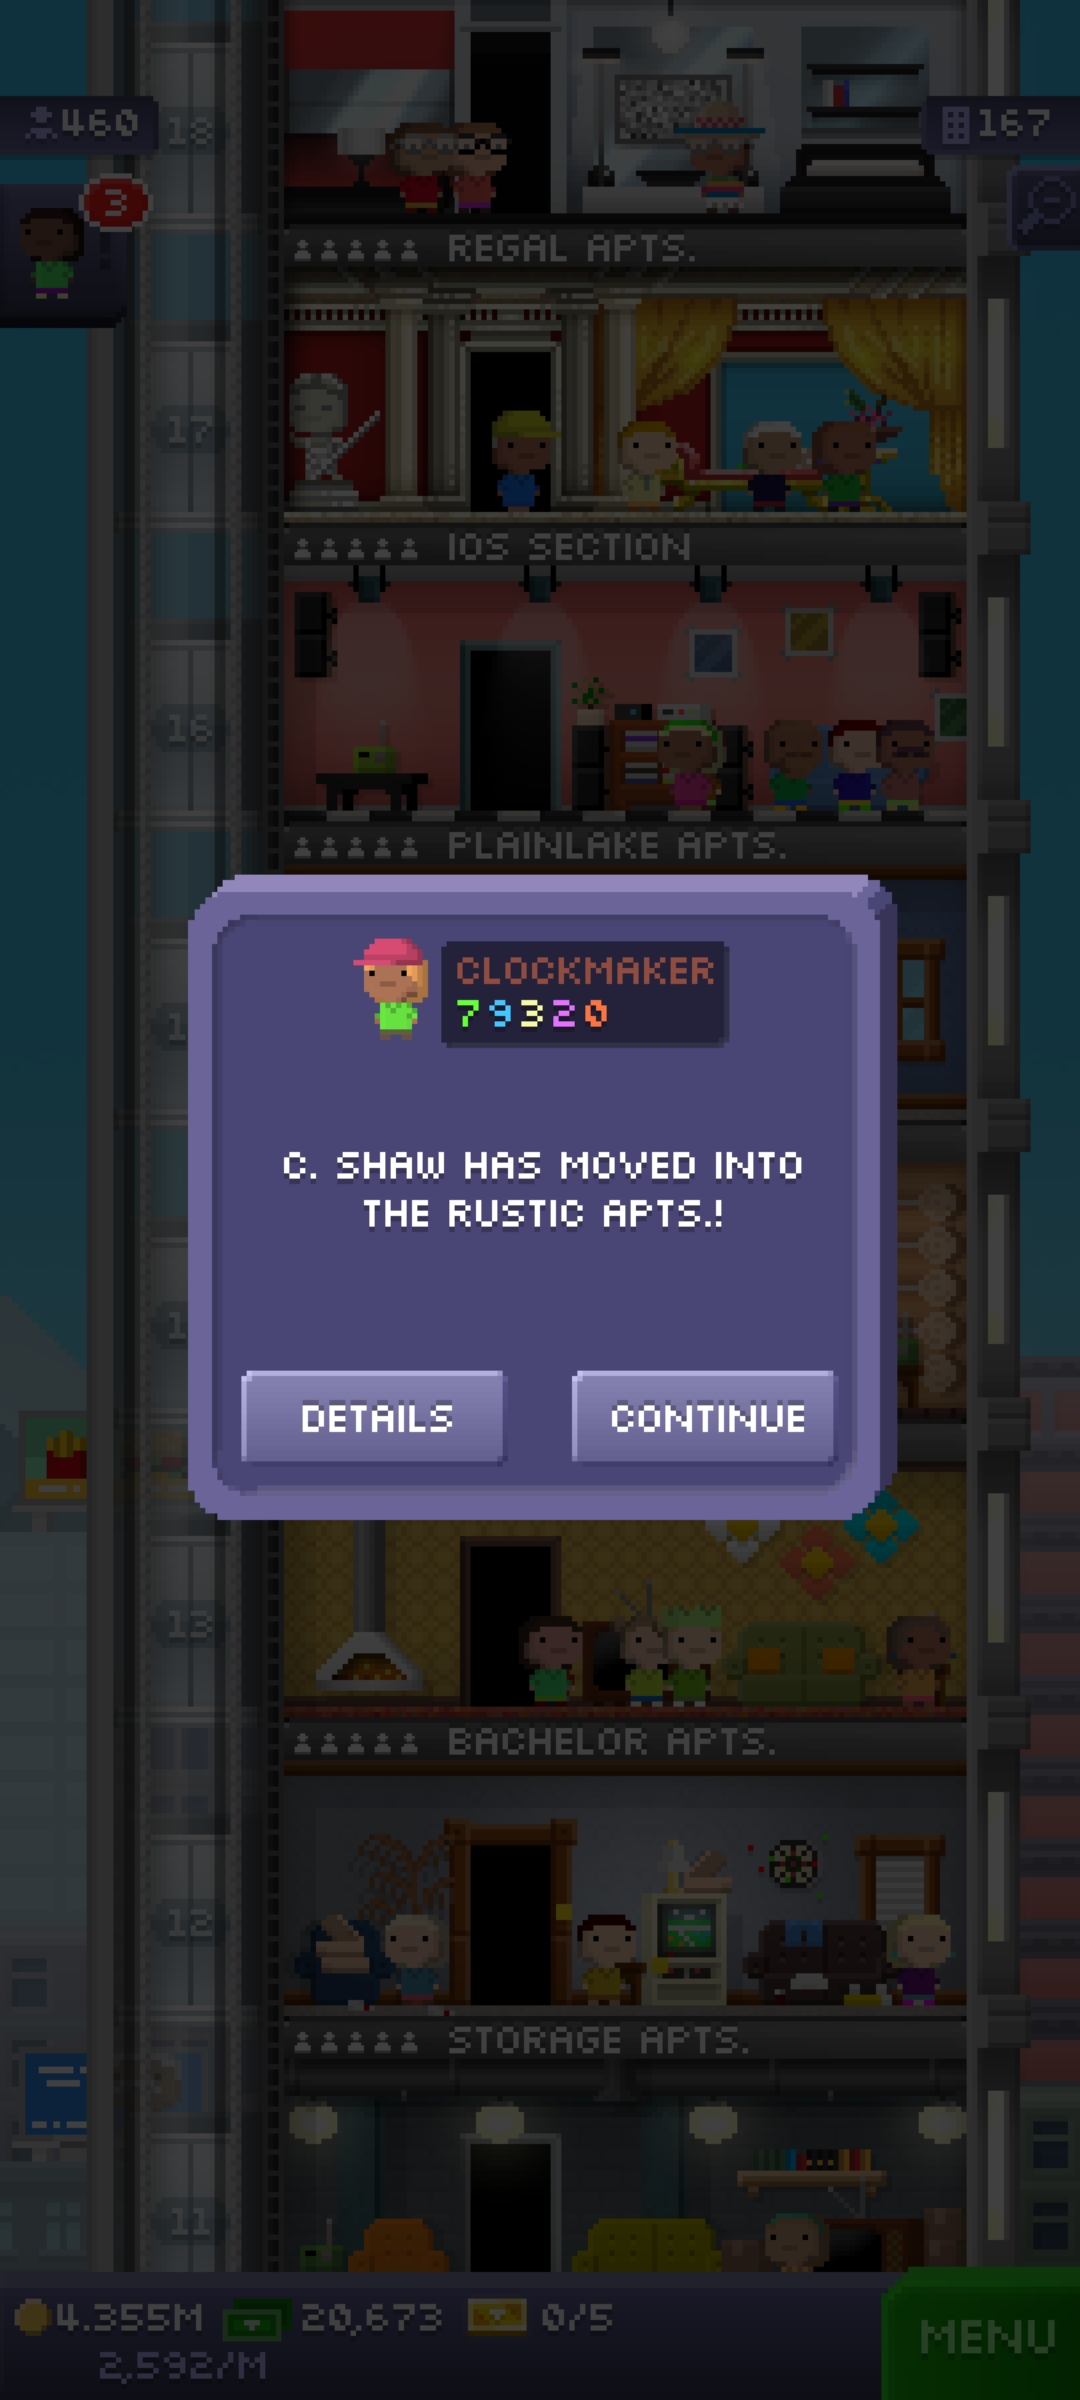 460
18
167
3
REGAL APTS.
17
IOS SECTION
16
PLAINLAKE APTS.
CLOCKMAKER
79320
C. SHAW HAS MOVED INTO
THE RUSTIC APTS.!
DETAILS
CONTINUE
13
BACHELOR APTS.
12
STORAGE APTS.
11
4.355M
20,673
0/5
2,592/M
MENU